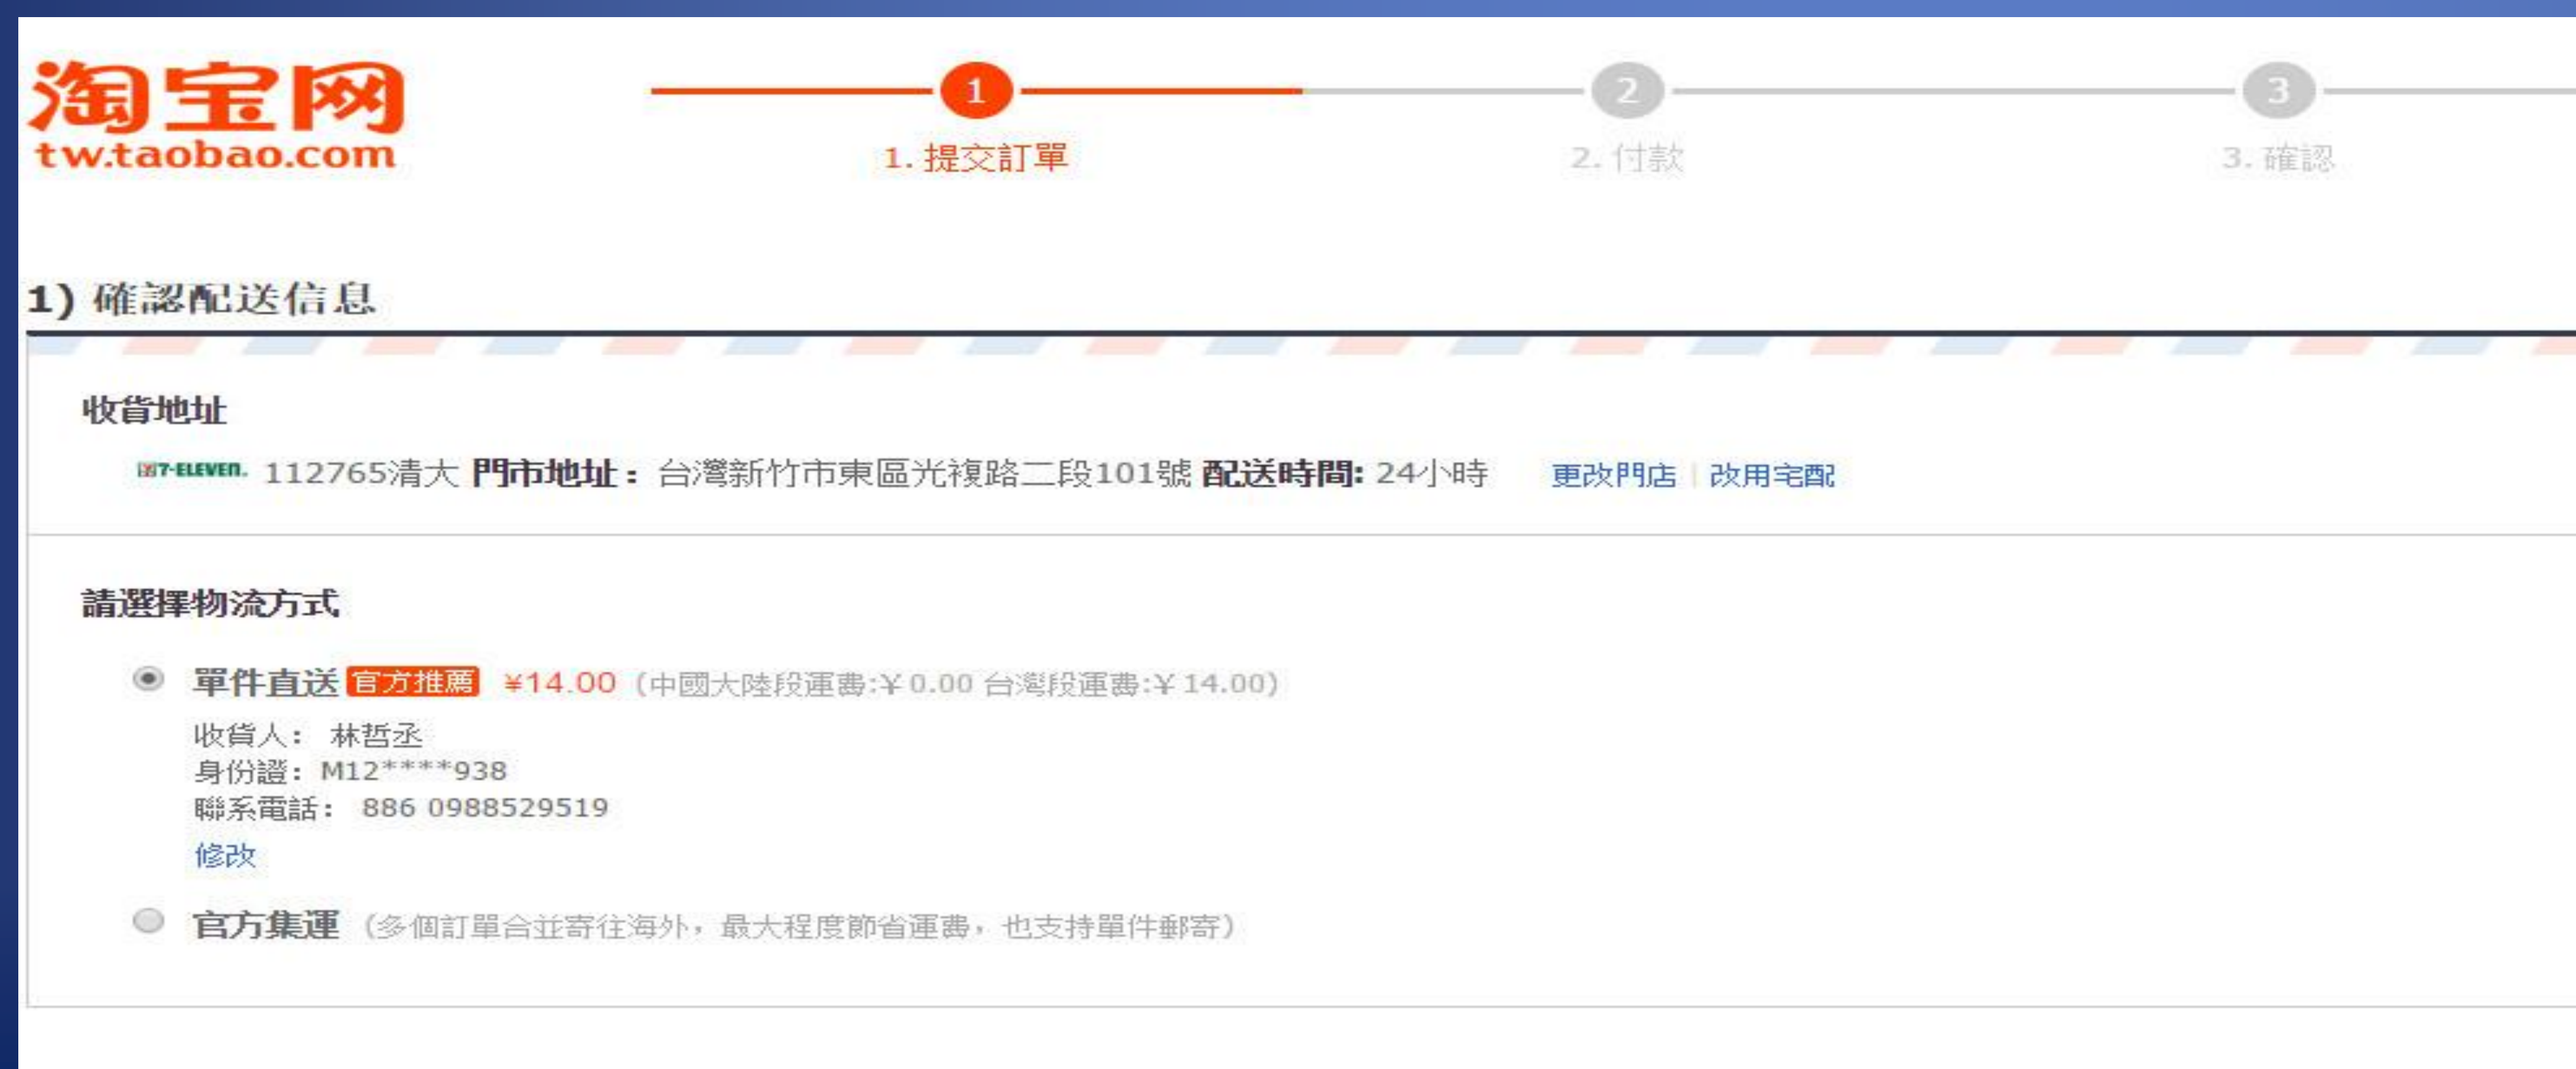 淘宝网
tw.taobao.com
1
2
3
1. 提交訂單
2. 付款
3. 確認
1) 確認配送信息
收貨地址
7-ELEVEN. 112765清大 門市地址: 台灣新竹市東區光複路二段101號 配送時間: 24小時 更改門店 | 改用宅配
請選擇物流方式
單件直送 官方推薦 ¥14.00 (中國大陸段運費:¥ 0.00 台灣段運費:¥ 14.00)
收貨人: 林哲丞
身份證: M12****938
聯系電話: 886 0988529519
修改
官方集運 (多個訂單合並寄往海外，最大程度節省運費，也支持單件郵寄)